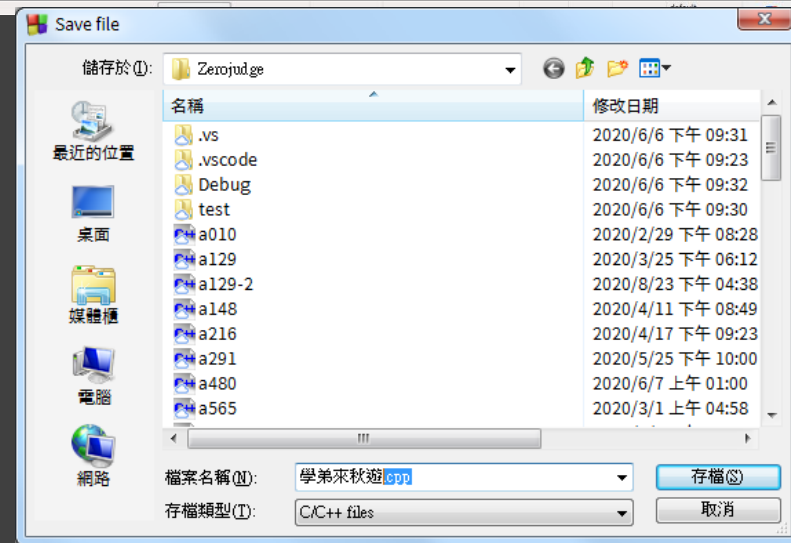 Save file
儲存於(I):
Zerojudge
名稱
修改日期
.vs
2020/6/6 下午 09:31
.vscode
2020/6/6 下午 09:23
Debug
2020/6/6 下午 09:32
test
2020/6/6 下午 09:30
a010
2020/2/29 下午 08:28
a129
2020/3/25 下午 06:12
a129-2
2020/8/23 下午 04:38
a148
2020/4/11 下午 08:49
a216
2020/4/17 下午 09:23
a291
2020/5/25 下午 10:00
a480
2020/6/7 上午 01:00
a565
2020/3/1 上午 04:58
最近的位置
桌面
媒體櫃
電腦
網路
檔案名稱(N):
學弟來秋遊.cpp
存檔(S)
存檔類型(T):
C/C++ files
取消